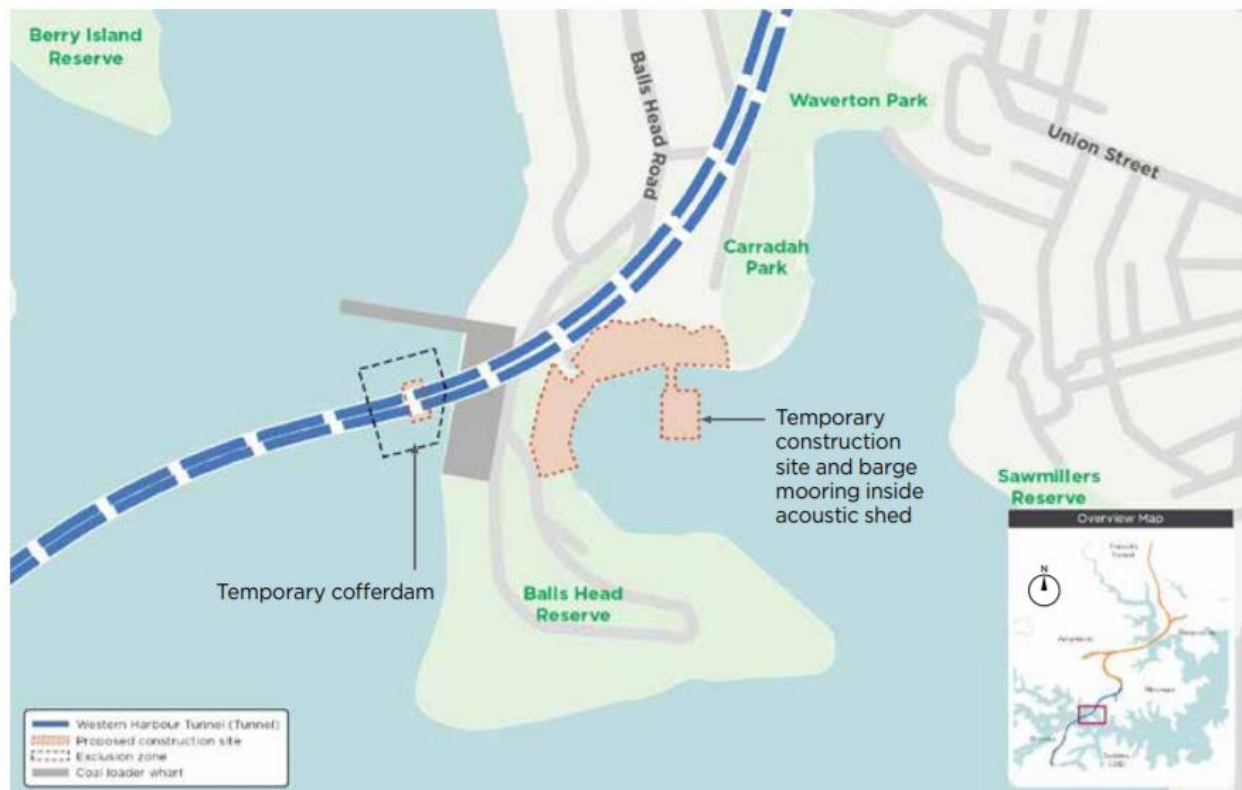 Berry Island
Reserve
Balls Head Road
Waverton Park
Union Street
Carradah
Park
Temporary
construction
site and barge
mooring inside
acoustic shed
Sawmillers
Reserve
Temporary cofferdam
Balls Head
Reserve
Overview Map
N
Western Harbour Tunnel (Tunnel)
Proposed construction site
Exclusion zone
Coal loader wharf